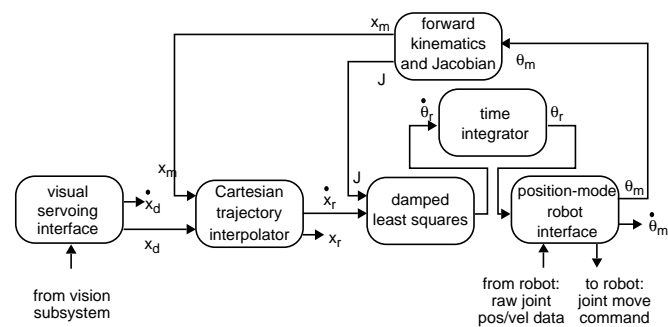 x_m
forward
kinematics
and Jacobian
θ_m
J
θ̇_r
time
integrator
θ_r
x_m
J
visual
servoing
interface
ẋ_d
x_d
Cartesian
trajectory
interpolator
ẋ_r
x_r
damped
least squares
position-mode
robot
interface
θ_m
θ̇_m
from vision
subsystem
from robot:
raw joint
pos/vel data
to robot:
joint move
command